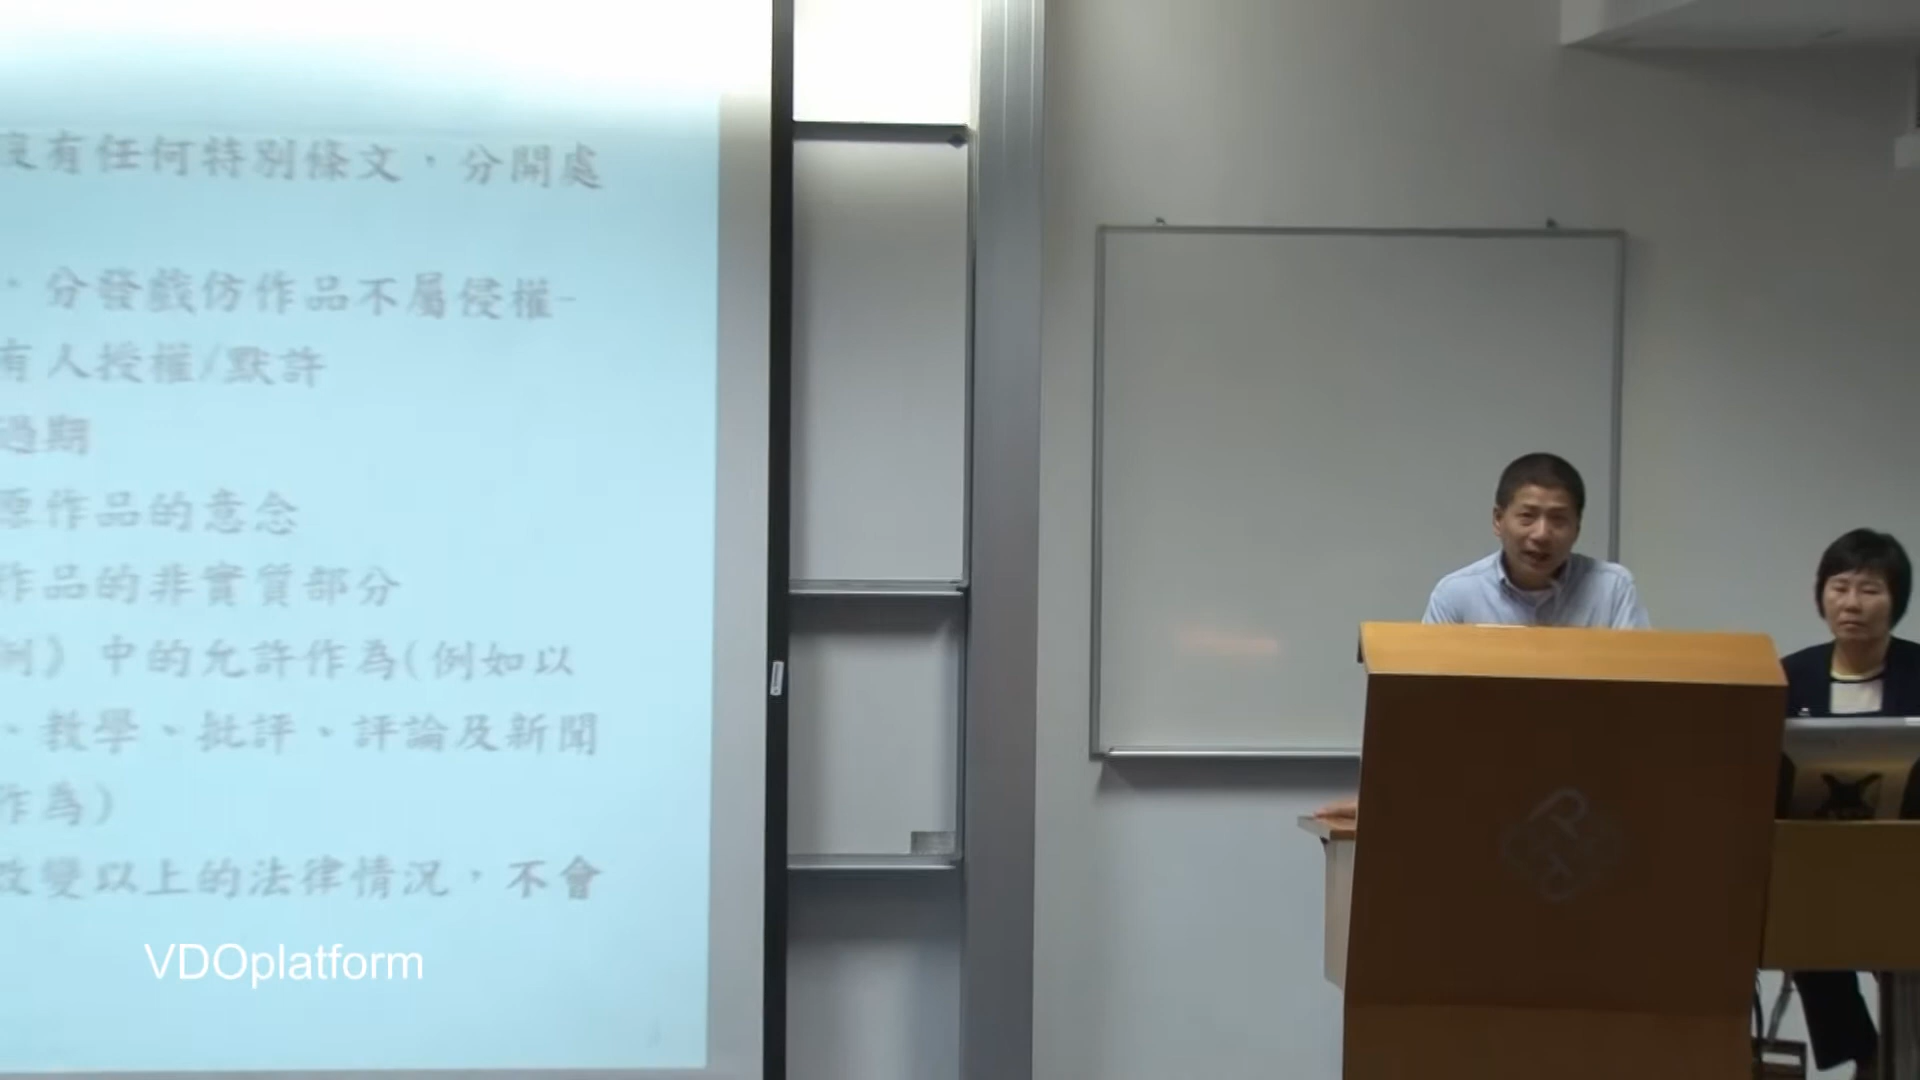 沒有任何特別條文，分開處
，分發戲仿作品不屬侵權-
有人授權/默許
過期
原作品的意念
作品的非實質部分
例》中的允許作為(例如以
、教學、批評、評論及新聞
作為)
改變以上的法律情況，不會
VDOplatform